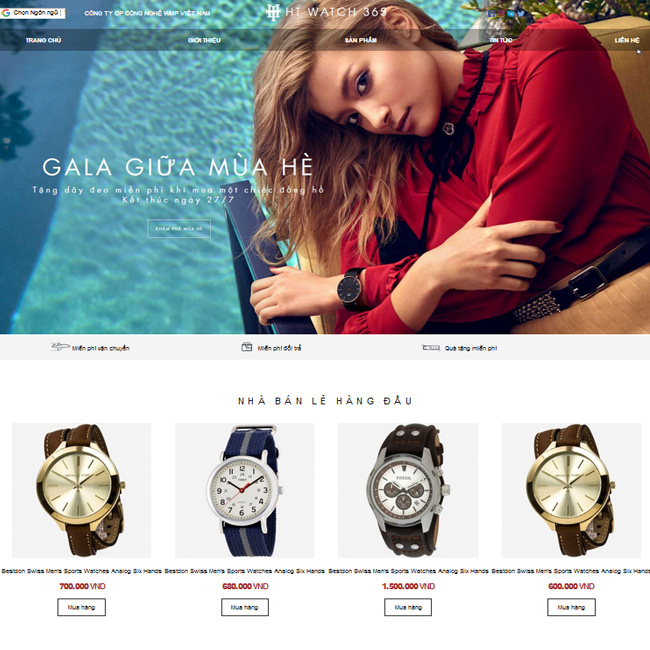 Chọn Ngôn ngữ
CÔNG TY CP CÔNG NGHỆ WMP VIỆT NAM
HT WATCH 365
TRANG CHỦ
GIỚI THIỆU
SẢN PHẨM
TIN TỨC
LIÊN HỆ
GALA GIỮA MÙA HÈ
Tặng dây đeo miễn phí khi mua một chiếc đồng hồ
Kết thúc ngày 27/7
KHÁM PHÁ MÙA HÈ
Miễn phí vận chuyển
Miễn phí đổi trả
Quà tặng miễn phí
NHÀ BÁN LẺ HÀNG ĐẦU
TIMEX
FOSSIL
Bestdon Swiss Men's Sports Watches Analog Six Hands
Bestdon Swiss Men's Sports Watches Analog Six Hands
Bestdon Swiss Men's Sports Watches Analog Six Hands
Bestdon Swiss Men's Sports Watches Analog Six Hands
700.000 VND
680.000 VND
1.500.000 VND
600.000 VND
Mua hàng
Mua hàng
Mua hàng
Mua hàng